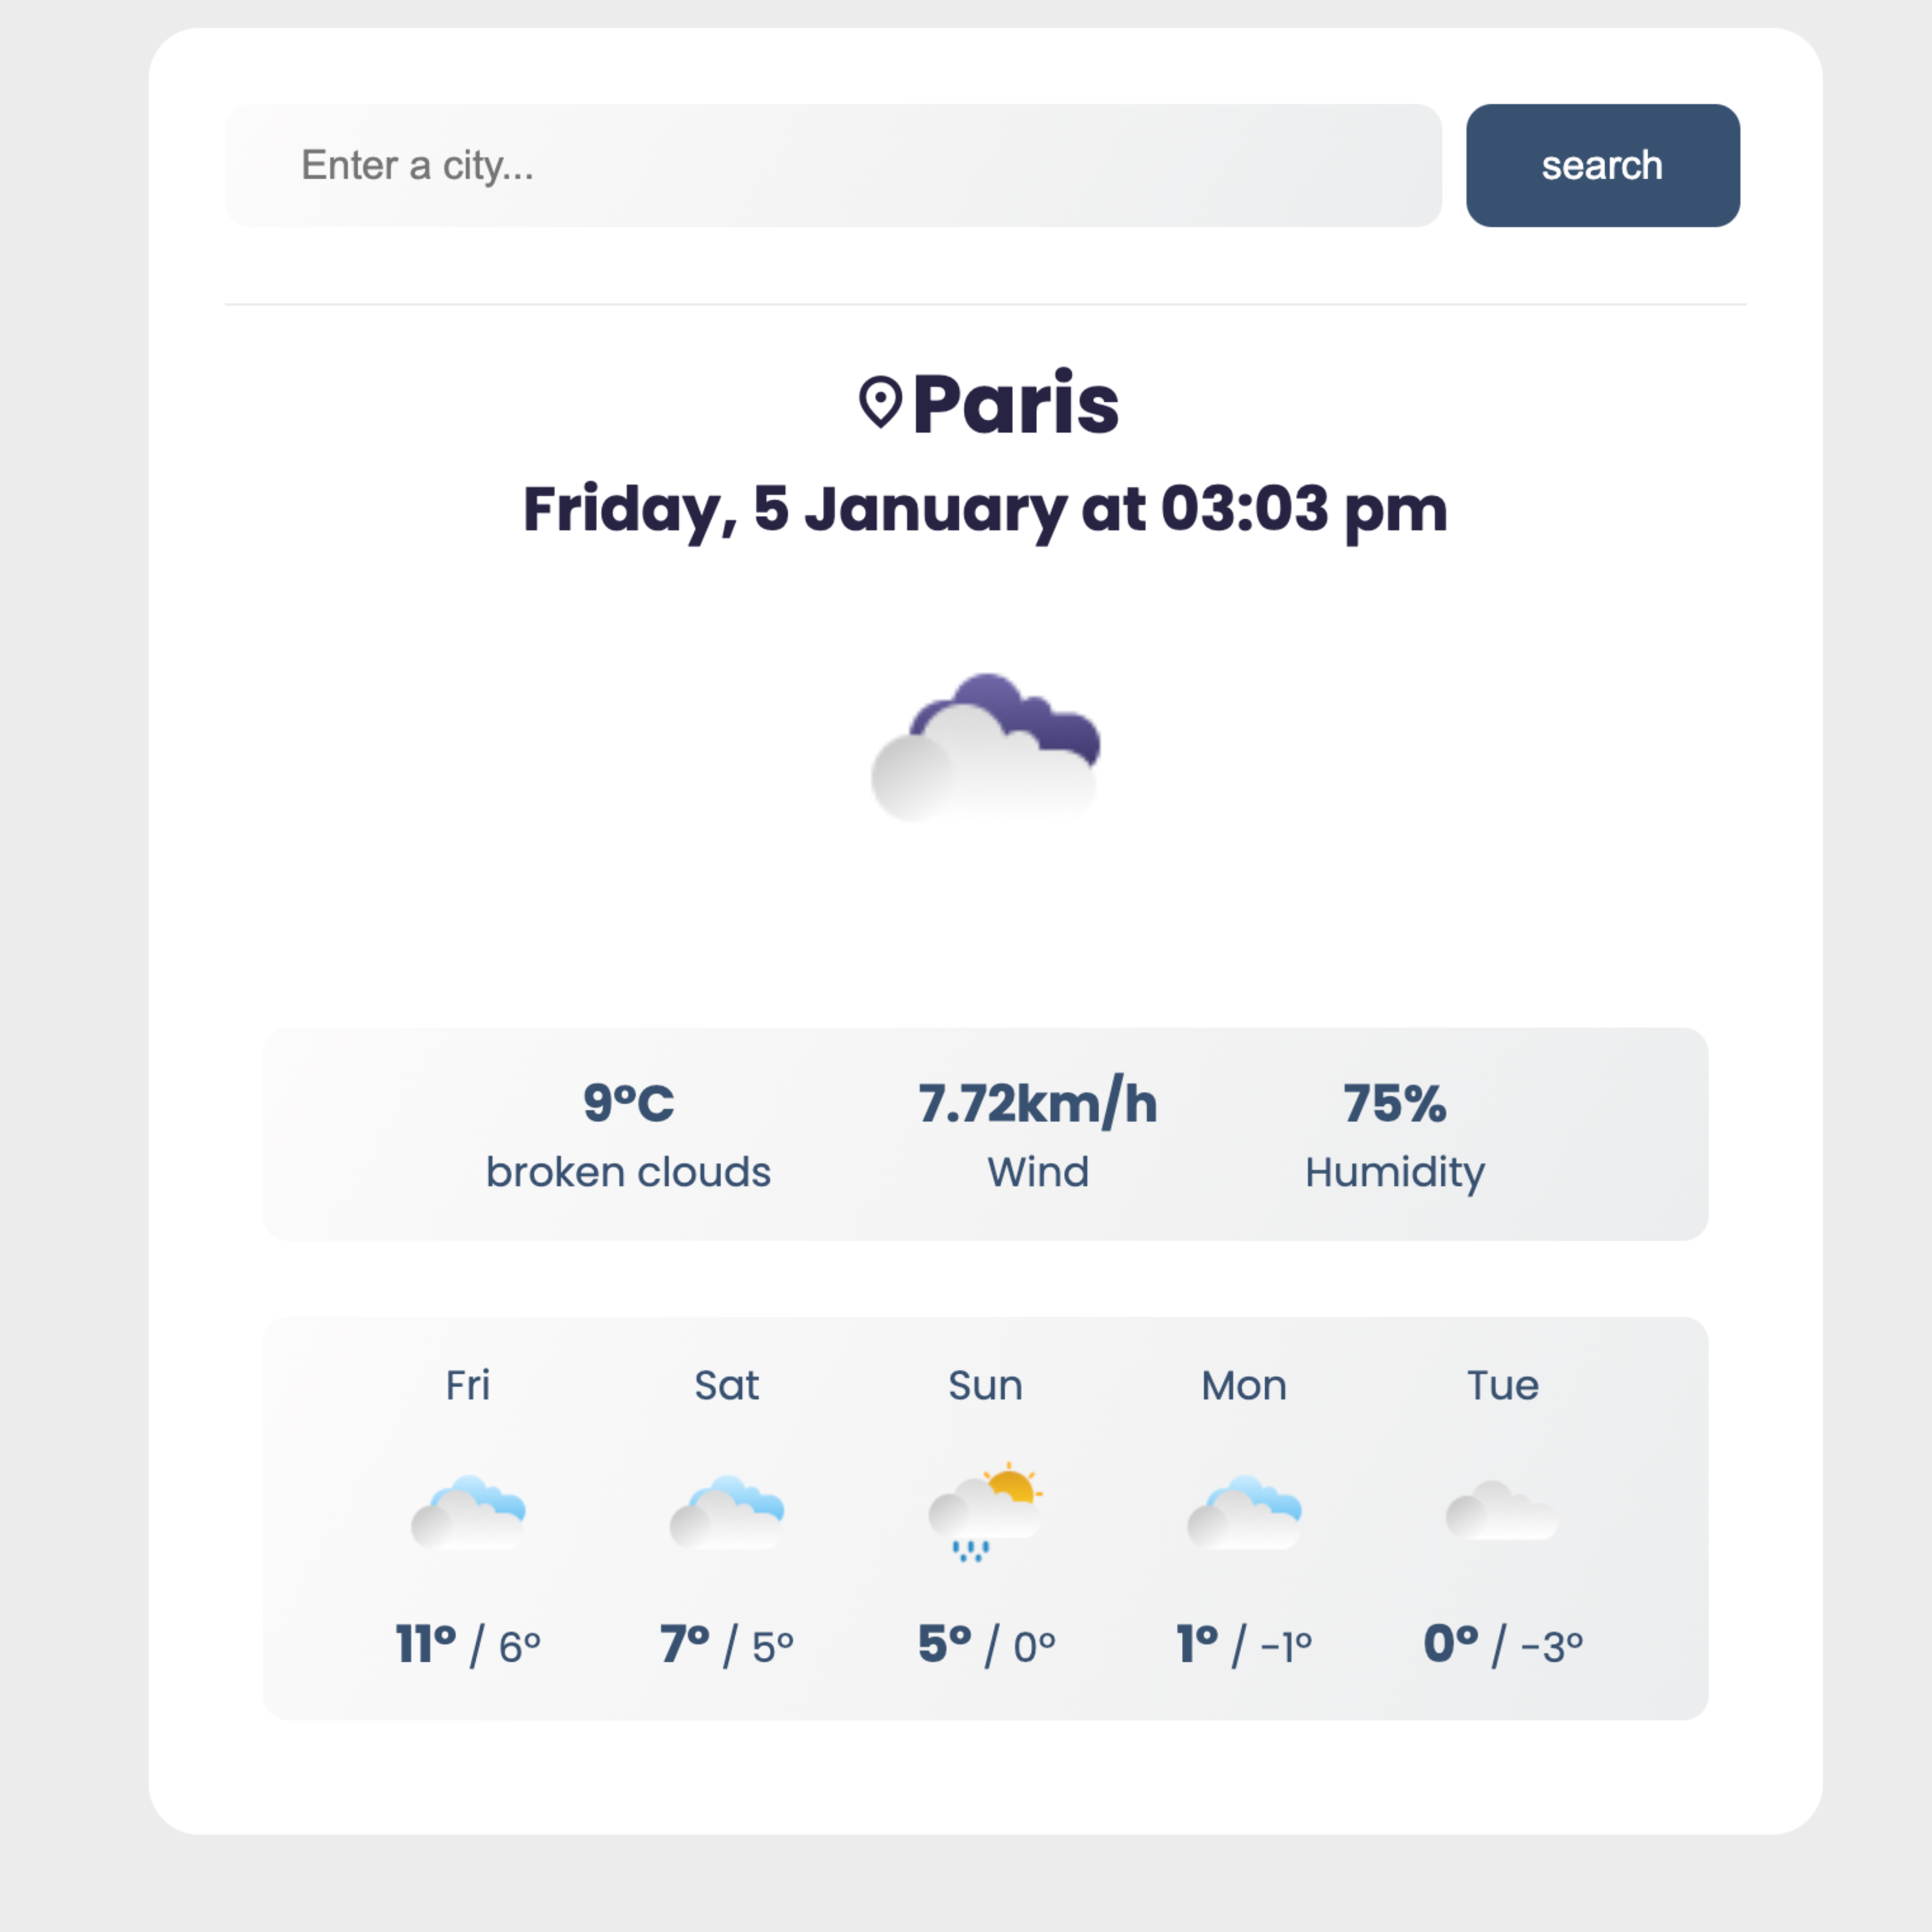 Enter a city...
search
Paris
Friday, 5 January at 03:03 pm
9°C 7.72km/h 75%
broken clouds Wind Humidity
Fri Sat Sun Mon Tue
11° / 6° 7° / 5° 5° / 0° 1° / -1° 0° / -3°